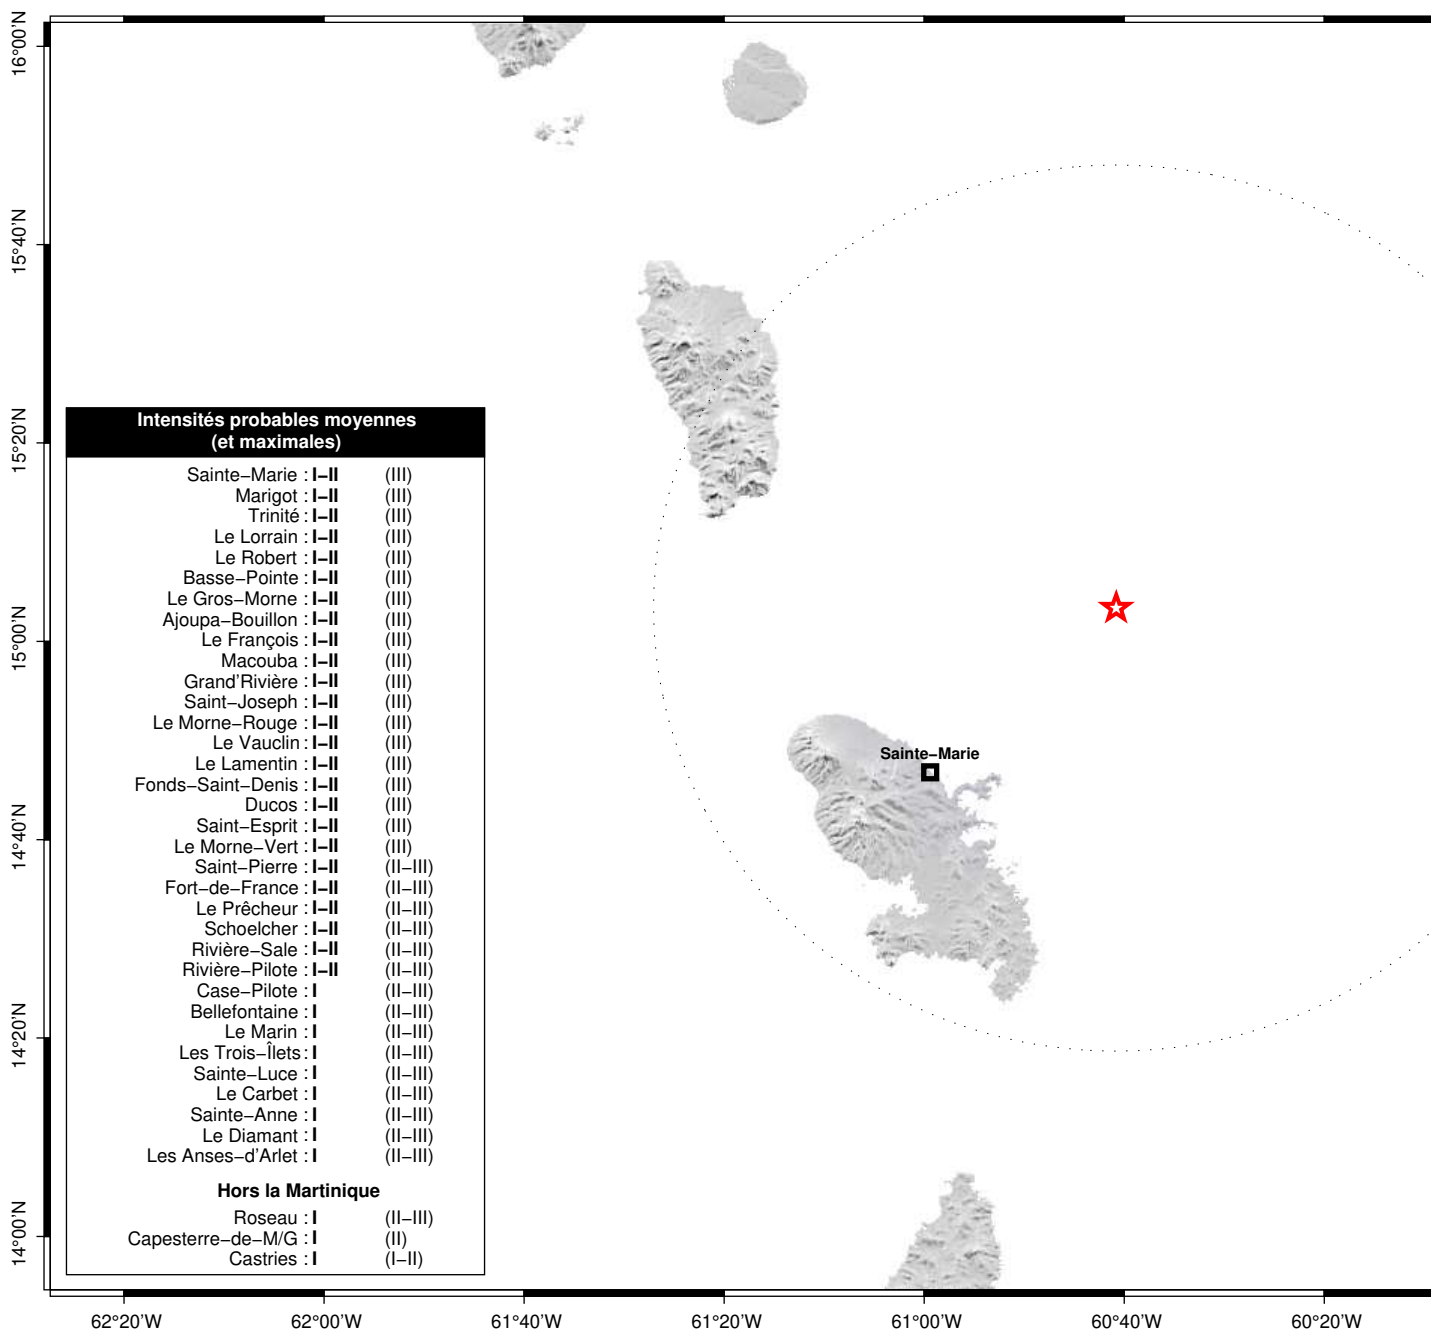 16°00'N
15°40'N
15°20'N
15°00'N
14°40'N
14°20'N
14°00'N
Intensités probables moyennes
(et maximales)
Sainte–Marie : I–II (III)
Marigot : I–II (III)
Trinité : I–II (III)
Le Lorrain : I–II (III)
Le Robert : I–II (III)
Basse–Pointe : I–II (III)
Le Gros–Morne : I–II (III)
Ajoupa–Bouillon : I–II (III)
Le François : I–II (III)
Macouba : I–II (III)
Grand'Rivière : I–II (III)
Saint–Joseph : I–II (III)
Le Morne–Rouge : I–II (III)
Le Vauclin : I–II (III)
Le Lamentin : I–II (III)
Fonds–Saint–Denis : I–II (III)
Ducos : I–II (III)
Saint–Esprit : I–II (III)
Le Morne–Vert : I–II (III)
Saint–Pierre : I–II (II–III)
Fort–de–France : I–II (II–III)
Le Prêcheur : I–II (II–III)
Schoelcher : I–II (II–III)
Rivière–Sale : I–II (II–III)
Rivière–Pilote : I–II (II–III)
Case–Pilote : I (II–III)
Bellefontaine : I (II–III)
Le Marin : I (II–III)
Les Trois–Îlets : I (II–III)
Sainte–Luce : I (II–III)
Le Carbet : I (II–III)
Sainte–Anne : I (II–III)
Le Diamant : I (II–III)
Les Anses–d'Arlet : I (II–III)
Hors la Martinique
Roseau : I (II–III)
Capesterre–de–M/G : I (II)
Castries : I (I–II)
Sainte–Marie
62°20'W
62°00'W
61°40'W
61°20'W
61°00'W
60°40'W
60°20'W